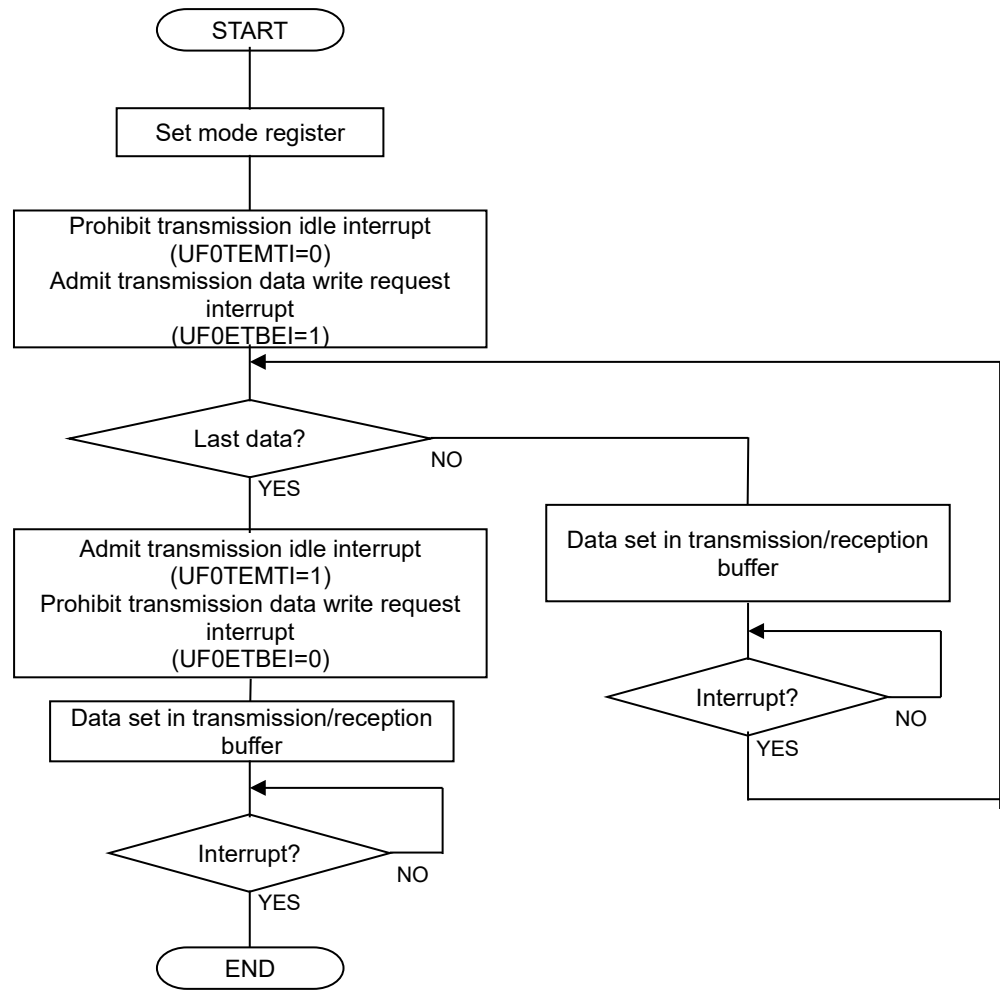 START
Set mode register
Prohibit transmission idle interrupt
(UF0TEMTI=0)
Admit transmission data write request
interrupt
(UF0ETBEI=1)
Last data?
NO
YES
Admit transmission idle interrupt
(UF0TEMTI=1)
Prohibit transmission data write request
interrupt
(UF0ETBEI=0)
Data set in transmission/reception
buffer
Interrupt?
NO
YES
Data set in transmission/reception
buffer
Interrupt?
NO
YES
END